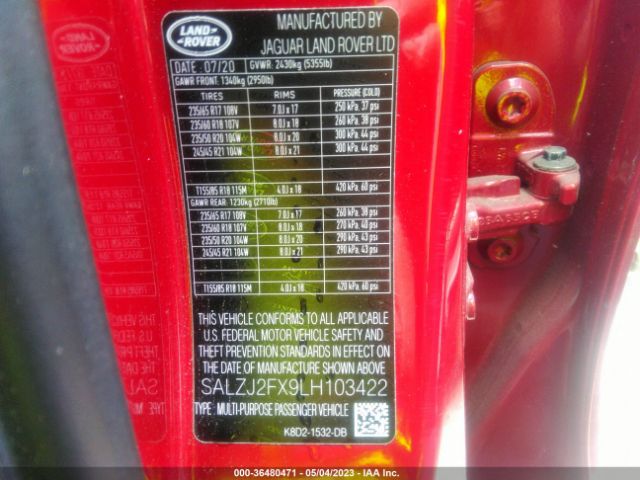 LAND ROVER
MANUFACTURED BY
JAGUAR LAND ROVER LTD
DATE 07/20 GVWR: 2430kg (5355lb)
GAWR FRONT: 1340kg (2950lb)
TIRES RIMS PRESSURE (COLD)
235/65 R17 108V 7.0J x 17 250 kPa, 37 psi
235/60 R18 107V 8.0J x 18 260 kPa, 38 psi
235/50 R20 104W 8.0J x 20 300 kPa, 44 psi
245/45 R21 104W 8.0J x 21 300 kPa, 44 psi
T155/85 R18 115M 4.0J x 18 420 kPa, 60 psi
GAWR REAR: 1230kg (2710lb)
235/65 R17 108V 7.0J x 17 260 kPa, 38 psi
235/60 R18 107V 8.0J x 18 270 kPa, 40 psi
235/50 R20 104W 8.0J x 20 290 kPa, 43 psi
245/45 R21 104W 8.0J x 21 290 kPa, 43 psi
T155/85 R18 115M 4.0J x 18 420 kPa, 60 psi
THIS VEHICLE CONFORMS TO ALL APPLICABLE
U.S. FEDERAL MOTOR VEHICLE SAFETY AND
THEFT PREVENTION STANDARDS IN EFFECT ON
THE DATE OF MANUFACTURE SHOWN ABOVE.
SALZJ2FX9LH103422
TYPE: MULTI-PURPOSE PASSENGER VEHICLE
K8D2-1532-DB
000-36480471 - 05/04/2023 - IAA Inc.